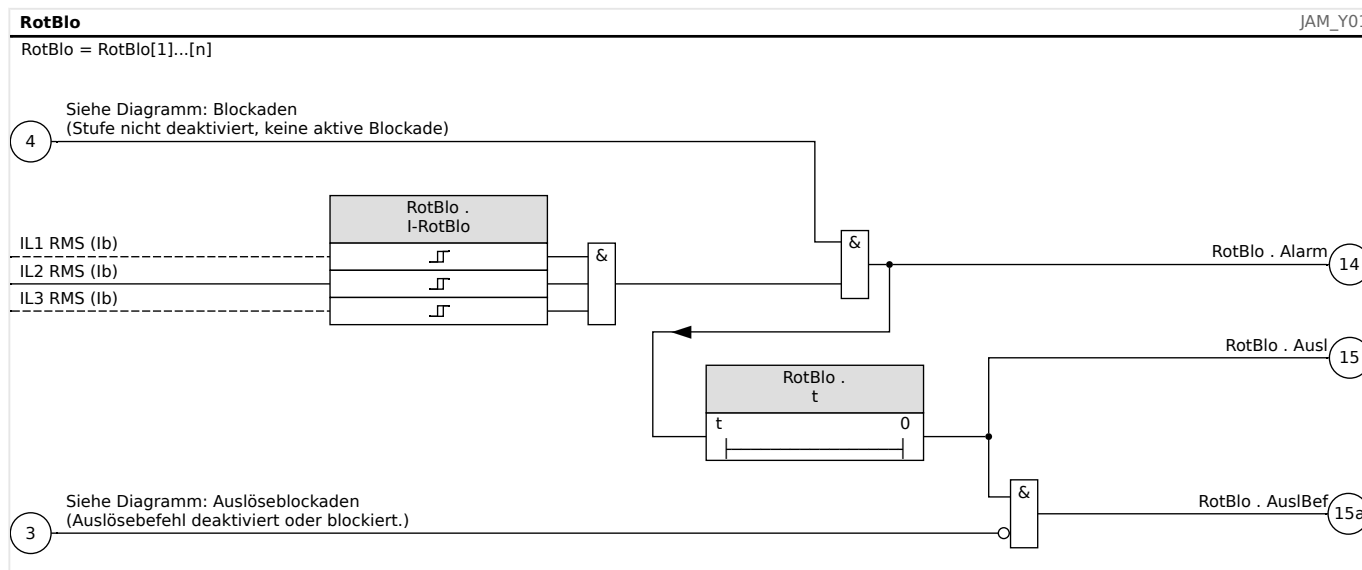 RotBlo
JAM_Y01
RotBlo = RotBlo[1]...[n]
Siehe Diagramm: Blockaden
(Stufe nicht deaktiviert, keine aktive Blockade)
4
RotBlo .
I-RotBlo
IL1 RMS (Ib)
IL2 RMS (Ib)
IL3 RMS (Ib)
&
&
RotBlo . Alarm
14
RotBlo . Ausl
15
RotBlo .
t
t 0
Siehe Diagramm: Auslöseblockaden
(Auslösebefehl deaktiviert oder blockiert.)
3
&
RotBlo . AuslBef
15a